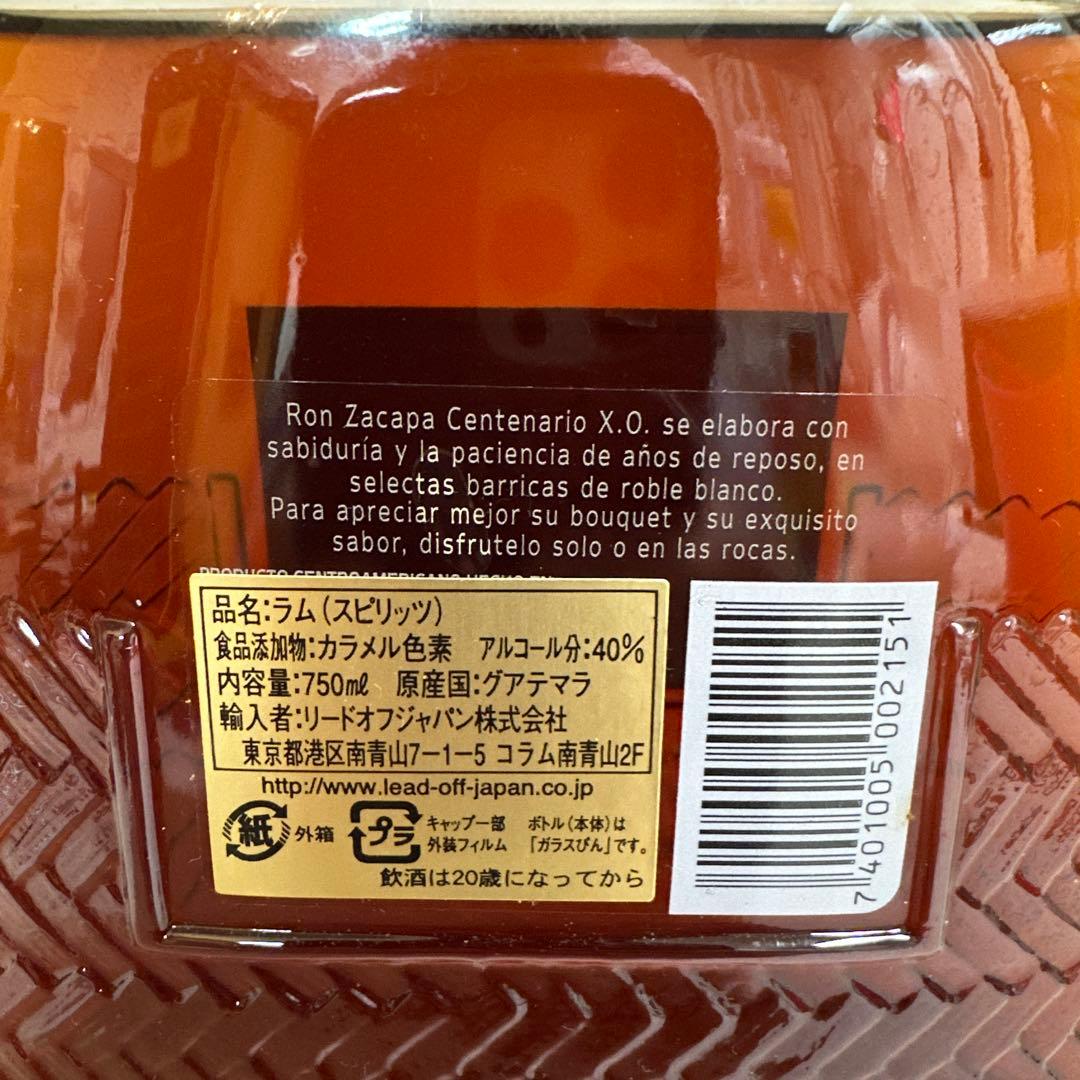 Ron Zacapa Centenario X.O. se elabora con
sabiduría y la paciencia de años de reposo, en
selectas barricas de roble blanco.
Para apreciar mejor su bouquet y su exquisito
sabor, disfrutelo solo o en las rocas.
PRODUCTO CENTROAMERICANO HECHO EN
品名:ラム(スピリッツ)
食品添加物:カラメル色素 アルコール分:40%
内容量:750㎖ 原産国:グアテマラ
輸入者:リードオフジャパン株式会社
東京都港区南青山7-1-5 コラム南青山2F
http://www.lead-off-japan.co.jp
紙 外箱 プラ キャップ一部 ボトル(本体)は
外装フィルム 「ガラスびん」です。
飲酒は20歳になってから
7 401005 002151